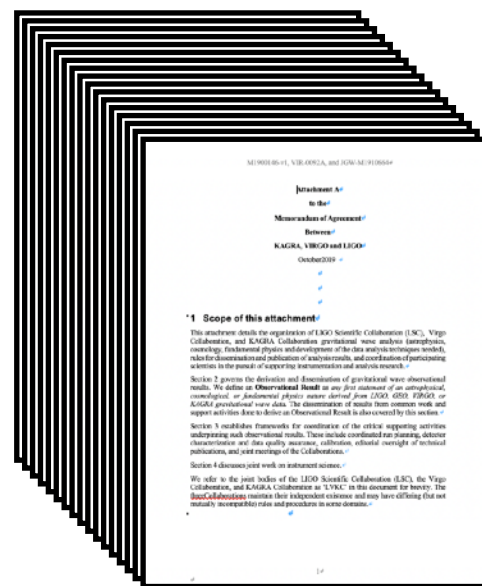 M1900146-v1, VIR-0092A, and JGW-M1910864
Attachment A
to the
Memorandum of Agreement
Between
KAGRA, VIRGO and LIGO
October2019
1 Scope of this attachment
This attachment details the organization of LIGO Scientific Collaboration (LSC), Virgo
Collaboration, and KAGRA Collaboration gravitational wave analysis (astrophysics,
cosmology, fundamental physics and development of the data analysis techniques needed),
rules for dissemination and publication of analysis results, and coordination of participating
scientists in the pursuit of supporting instrumentation and analysis research.
Section 2 governs the derivation and dissemination of gravitational wave observational
results. We define an Observational Result as any first statement of an astrophysical,
cosmological, or fundamental physics nature derived from LIGO, GEO, VIRGO, or
KAGRA gravitational wave data. The dissemination of results from common work and
support activities done to derive an Observational Result is also covered by this section.
Section 3 establishes frameworks for coordination of the critical supporting activities
underpinning such observational results. These include coordinated run planning, detector
characterization and data quality assurance, calibration, editorial oversight of technical
publications, and joint meetings of the Collaborations.
Section 4 discusses joint work on instrument science.
We refer to the joint bodies of the LIGO Scientific Collaboration (LSC), the Virgo
Collaboration, and KAGRA Collaboration as 'LVKC' in this document for brevity. The
threeCollaborations maintain their independent existence and may have differing (but not
mutually incompatible) rules and procedures in some domains.
1